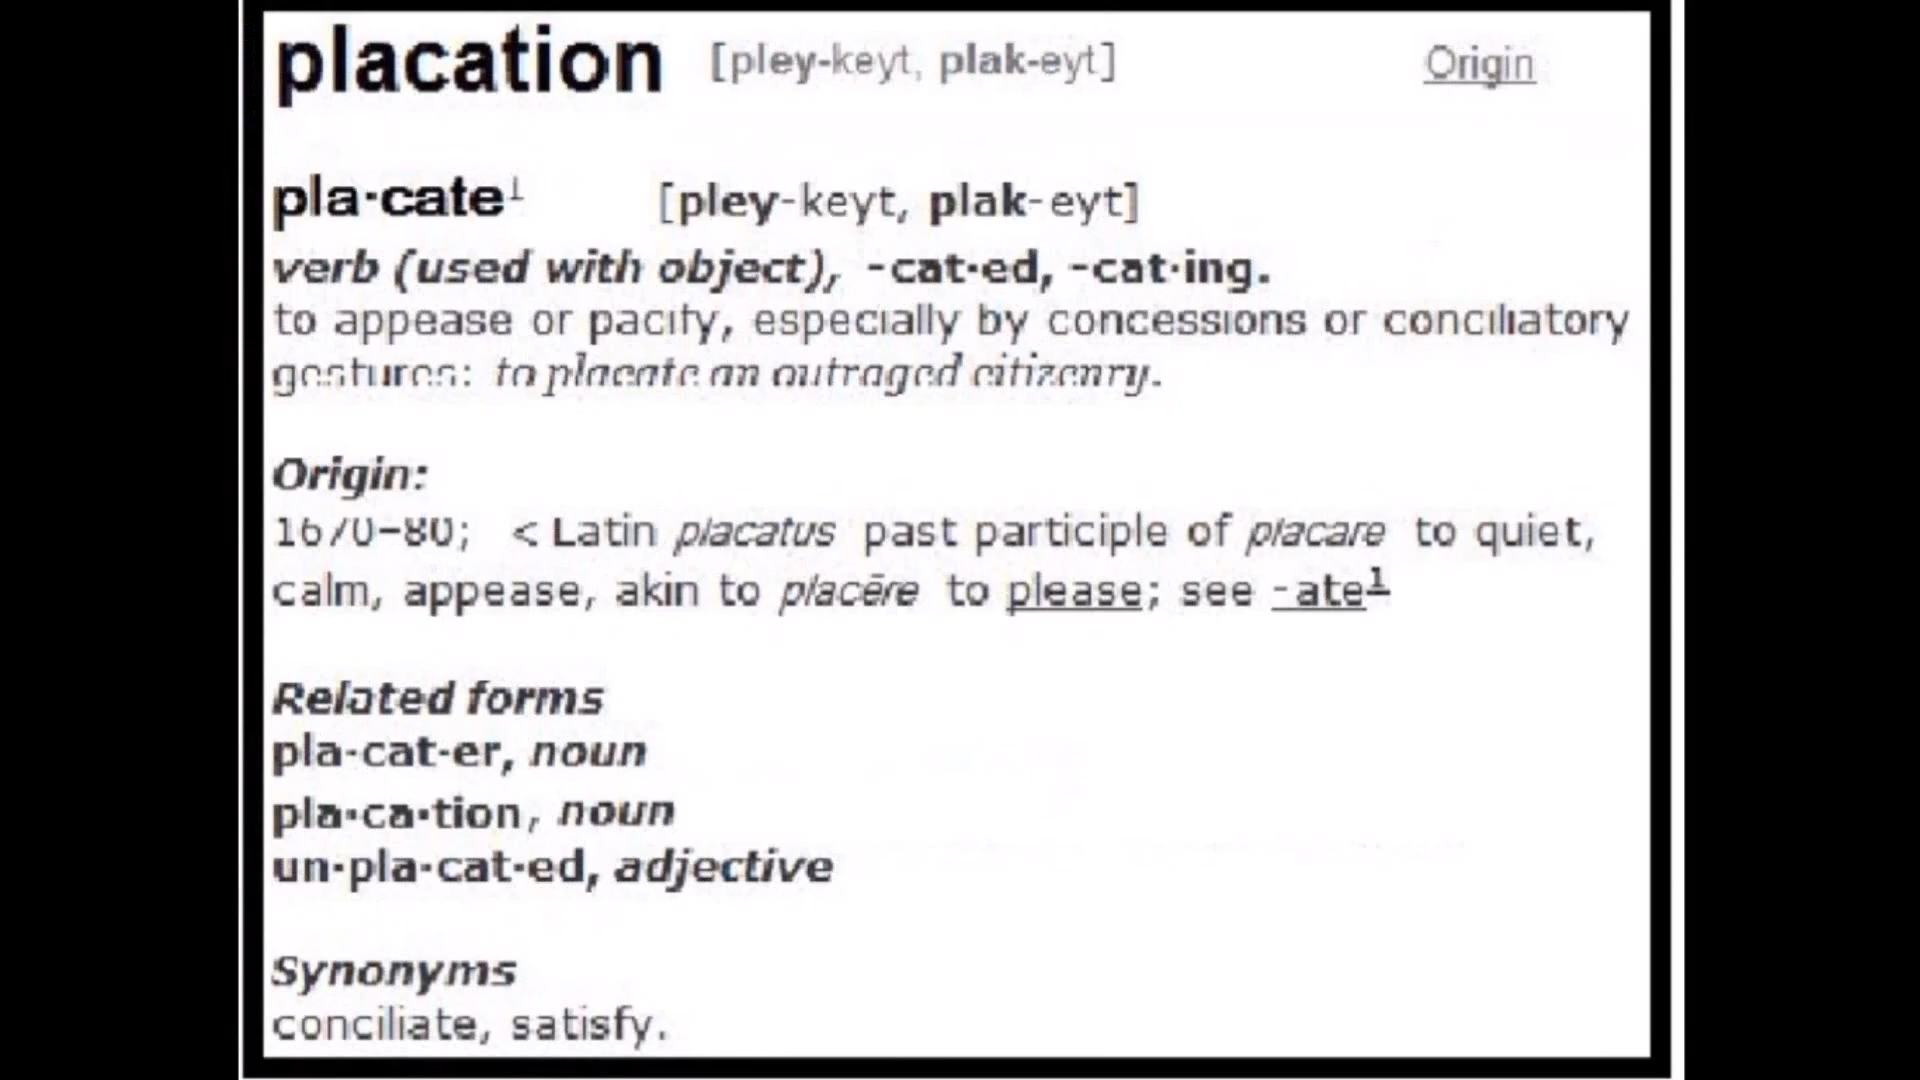 placation [pley-keyt, plak-eyt] Origin
pla·cate1 [pley-keyt, plak-eyt]
verb (used with object), -cat·ed, -cat·ing.
to appease or pacify, especially by concessions or conciliatory
gestures: to placate an outraged citizenry.
Origin:
1670–80; < Latin placatus past participle of placare to quiet,
calm, appease, akin to placēre to please; see -ate1
Related forms
pla·cat·er, noun
pla·ca·tion, noun
un·pla·cat·ed, adjective
Synonyms
conciliate, satisfy.